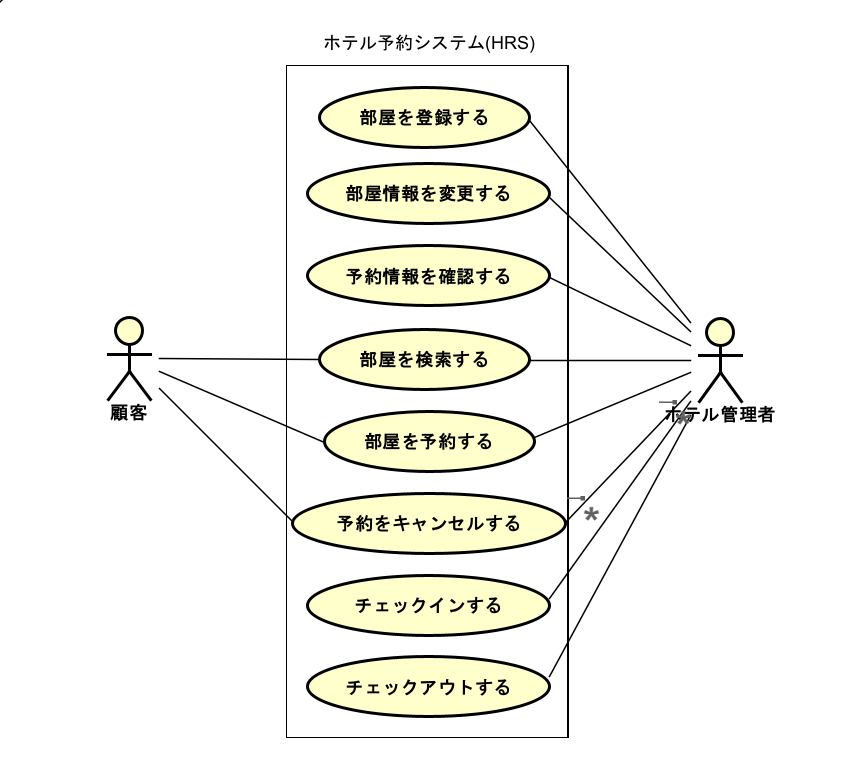 ホテル予約システム(HRS)
部屋を登録する
部屋情報を変更する
予約情報を確認する
部屋を検索する
顧客
ホテル管理者
*
部屋を予約する
予約をキャンセルする
*
チェックインする
チェックアウトする